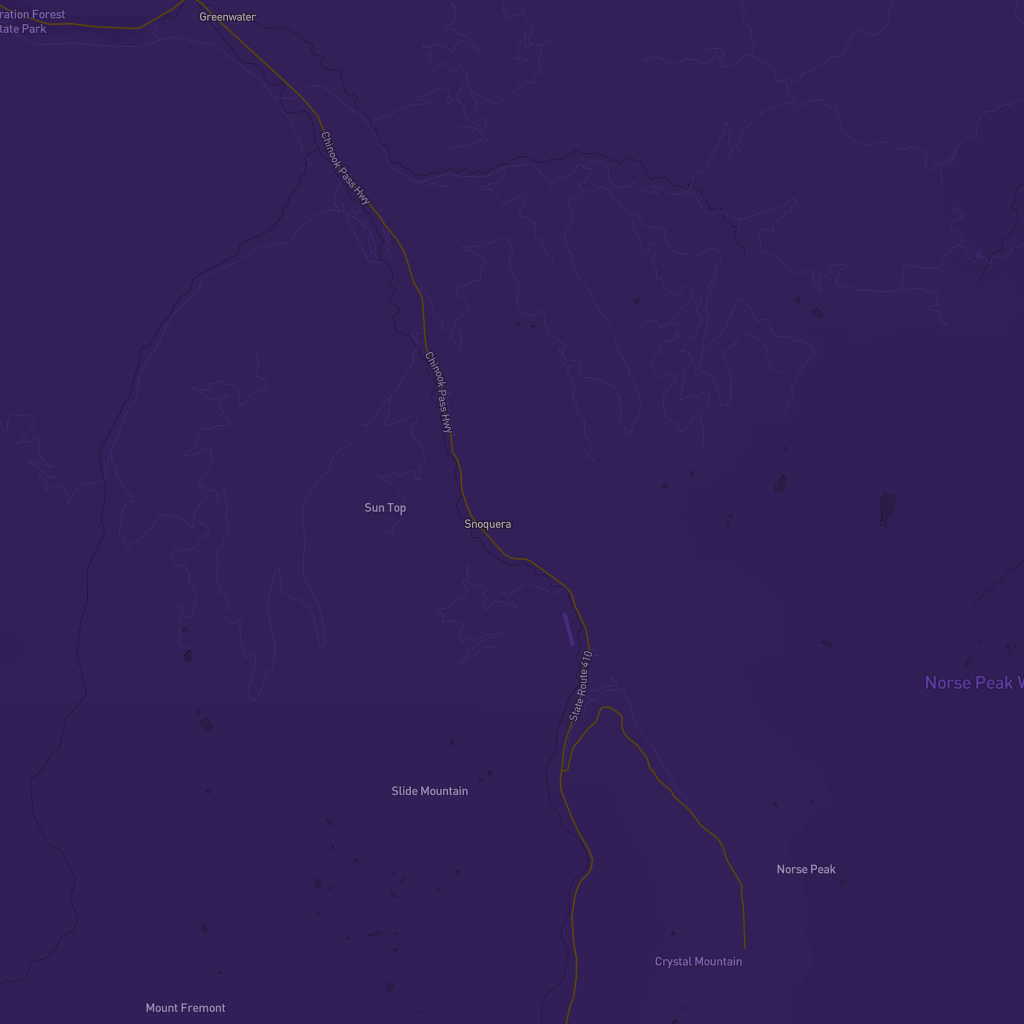 ration Forest
tate Park
Greenwater
Chinook Pass Hwy
Chinook Pass Hwy
Sun Top
Snoquera
State Route 410
Norse Peak W
Slide Mountain
Norse Peak
Crystal Mountain
Mount Fremont